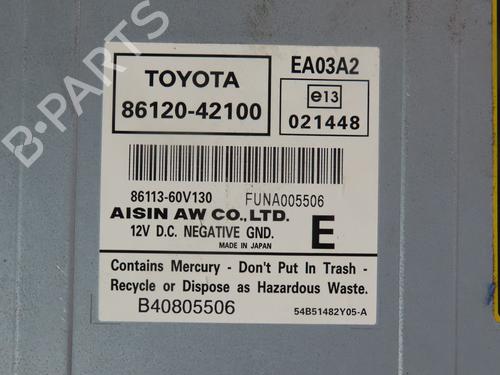 B-PARTS
TOYOTA
86120-42100
EA03A2
e13
021448
86113-60V130 FUNA005506
AISIN AW CO., LTD.
12V D.C. NEGATIVE GND.
MADE IN JAPAN
E
Contains Mercury - Don't Put In Trash -
Recycle or Dispose as Hazardous Waste.
B40805506
54B51482Y05-A